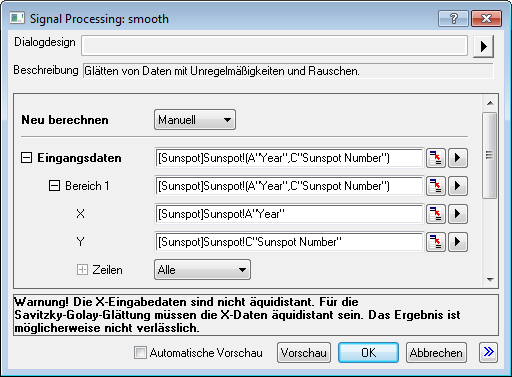 Signal Processing: smooth
?
Dialogdesign
Beschreibung Glätten von Daten mit Unregelmäßigkeiten und Rauschen.
Neu berechnen Manuell
Eingangsdaten [Sunspot]Sunspot!(A"Year",C"Sunspot Number")
Bereich 1 [Sunspot]Sunspot!(A"Year",C"Sunspot Number")
X [Sunspot]Sunspot!A"Year"
Y [Sunspot]Sunspot!C"Sunspot Number"
Zeilen Alle
Warnung! Die X-Eingabedaten sind nicht äquidistant. Für die
Savitzky-Golay-Glättung müssen die X-Daten äquidistant sein. Das Ergebnis ist
möglicherweise nicht verlässlich.
Automatische Vorschau Vorschau OK Abbrechen